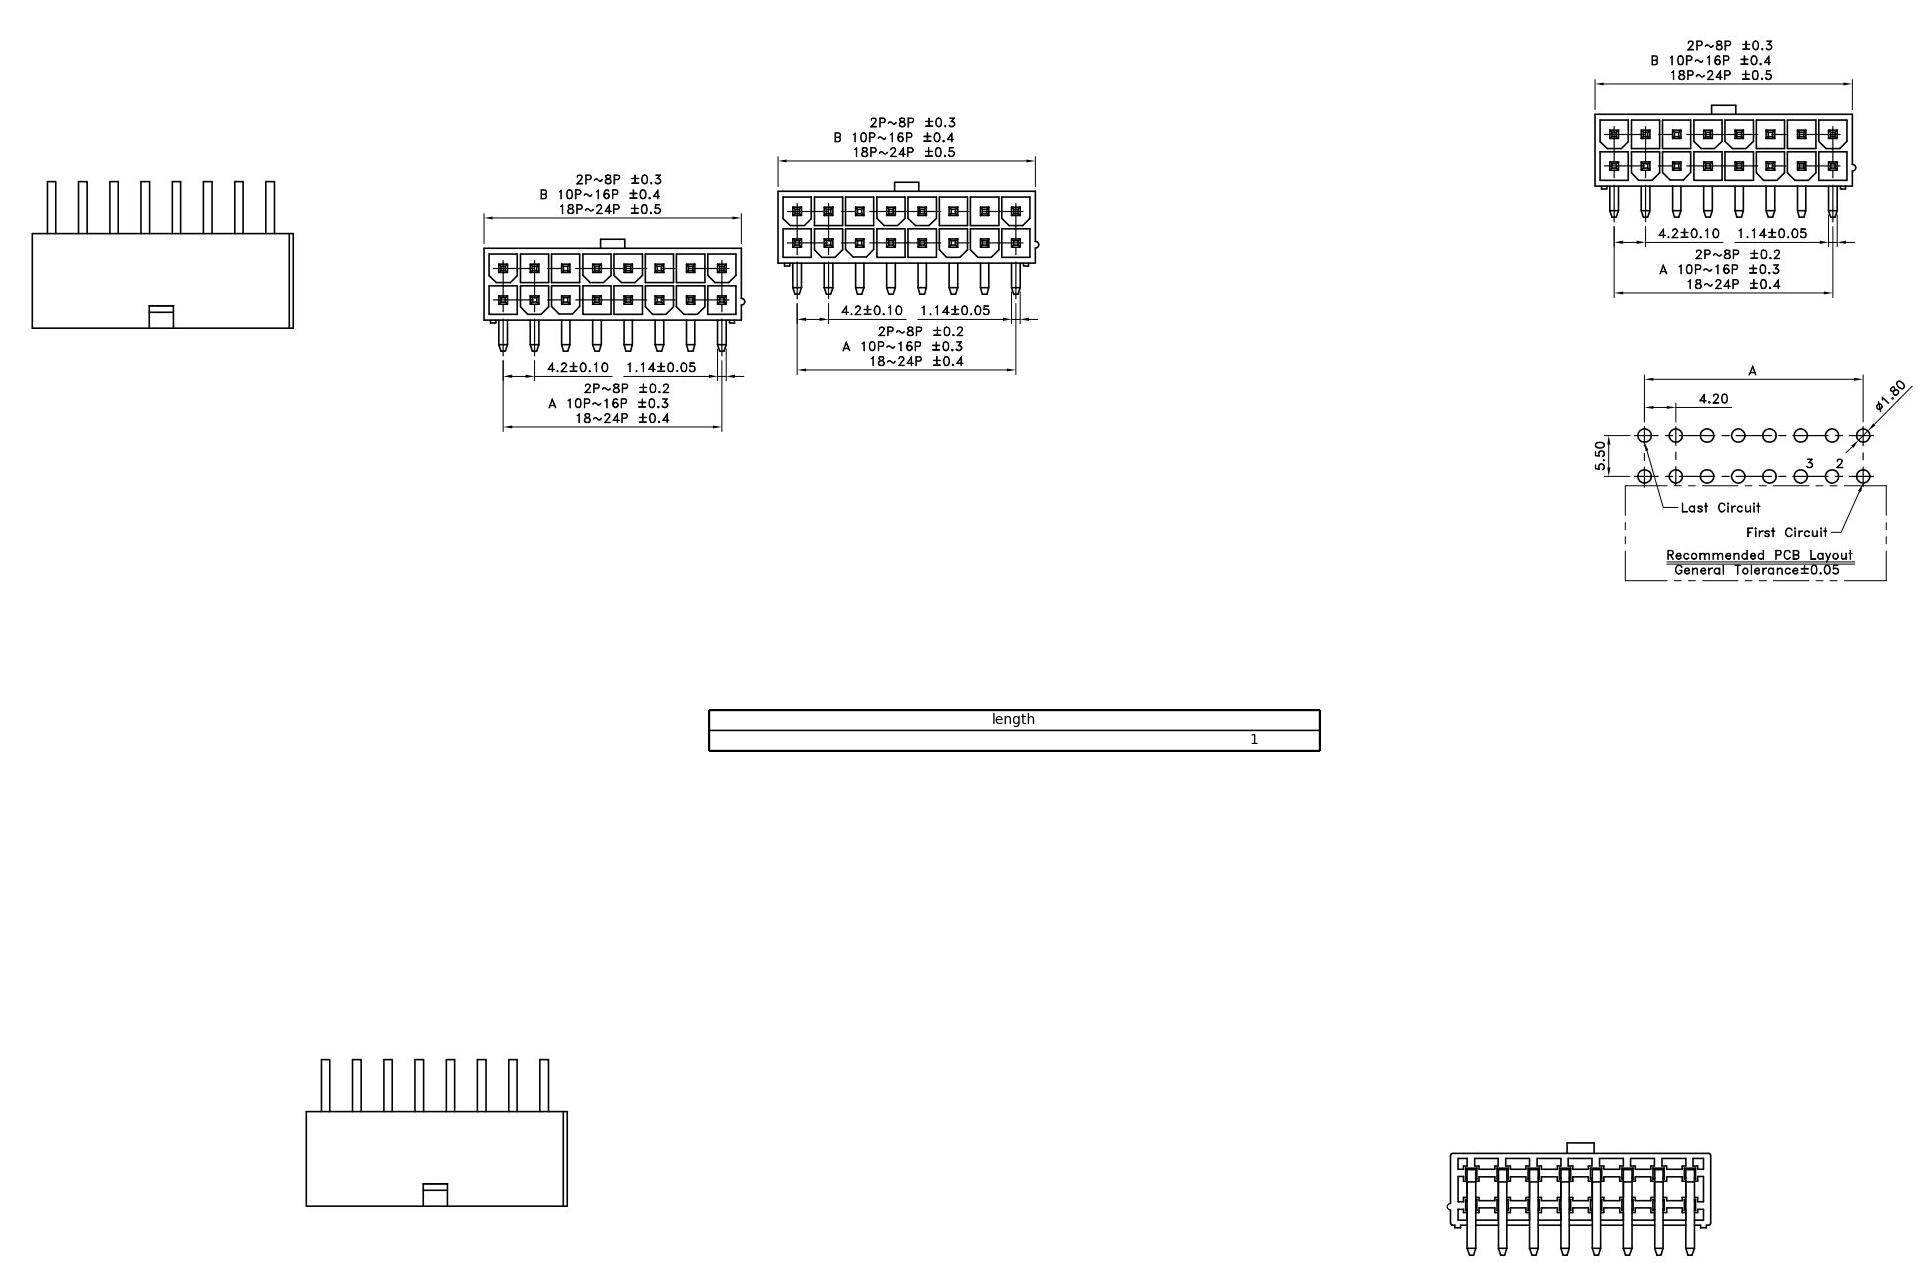 2P~8P ±0.3
B 10P~16P ±0.4
18P~24P ±0.5
2P~8P ±0.3
B 10P~16P ±0.4
18P~24P ±0.5
4.2±0.10 1.14±0.05
2P~8P ±0.2
A 10P~16P ±0.3
18~24P ±0.4
2P~8P ±0.3
B 10P~16P ±0.4
18P~24P ±0.5
4.2±0.10 1.14±0.05
2P~8P ±0.2
A 10P~16P ±0.3
18~24P ±0.4
4.2±0.10 1.14±0.05
2P~8P ±0.2
A 10P~16P ±0.3
18~24P ±0.4
A
4.20
ø1.80
5.50
3 2
Last Circuit
First Circuit
Recommended PCB Layout
General Tolerance±0.05
length
1